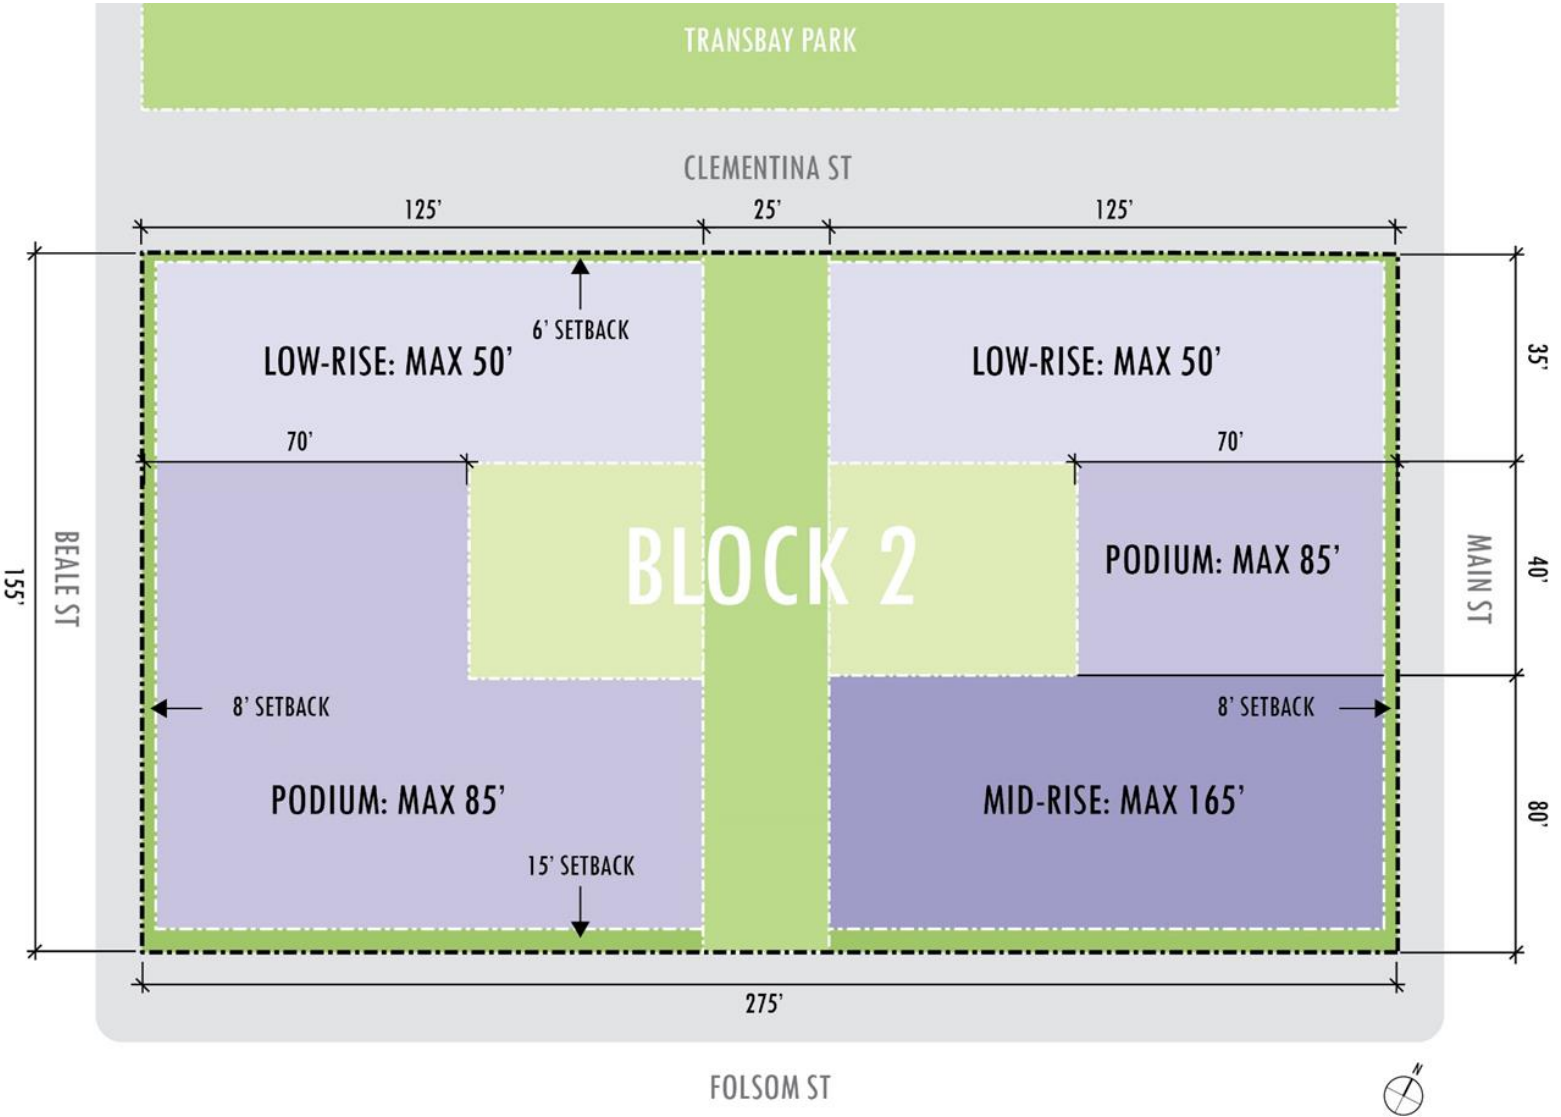 TRANSBAY PARK
CLEMENTINA ST
125’
25’
125’
6’ SETBACK
LOW-RISE: MAX 50’
LOW-RISE: MAX 50’
35’
70’
70’
BEALE ST
155’
BLOCK 2
PODIUM: MAX 85’
MAIN ST
40’
8’ SETBACK
8’ SETBACK
PODIUM: MAX 85’
MID-RISE: MAX 165’
80’
15’ SETBACK
275’
FOLSOM ST
N